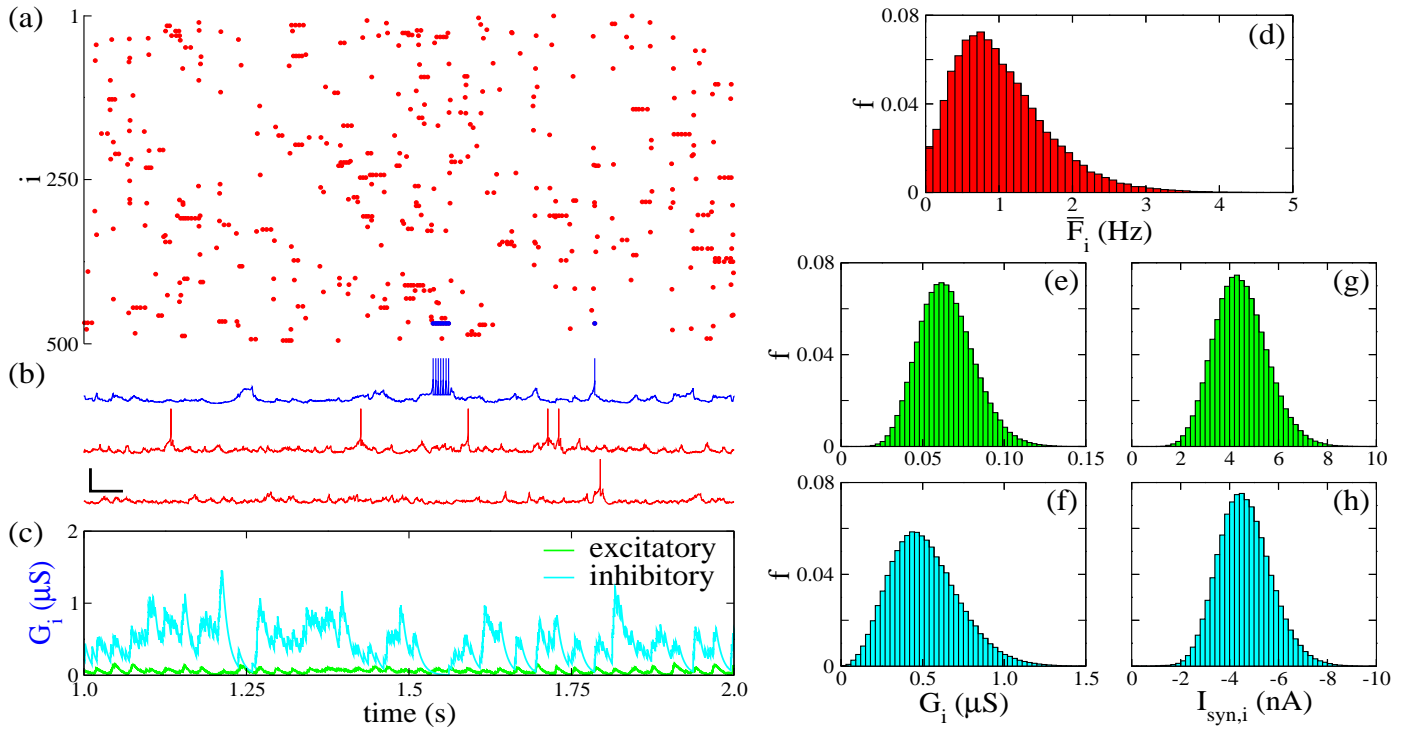 (a)
1
250
500
i
(b)
(c)
2
1
0
G_i (μS)
excitatory
inhibitory
1.0 1.25 1.5 1.75 2.0
time (s)
(d)
0.08
0.04
0
f
0 1 2 3 4 5
F̅_i (Hz)
(e)
0.08
0.04
0
f
0 0.05 0.10 0.15
(g)
0 2 4 6 8 10
(f)
0.08
0.04
0
f
0 0.5 1.0 1.5
G_i (μS)
(h)
0 -2 -4 -6 -8 -10
I_syn,i (nA)